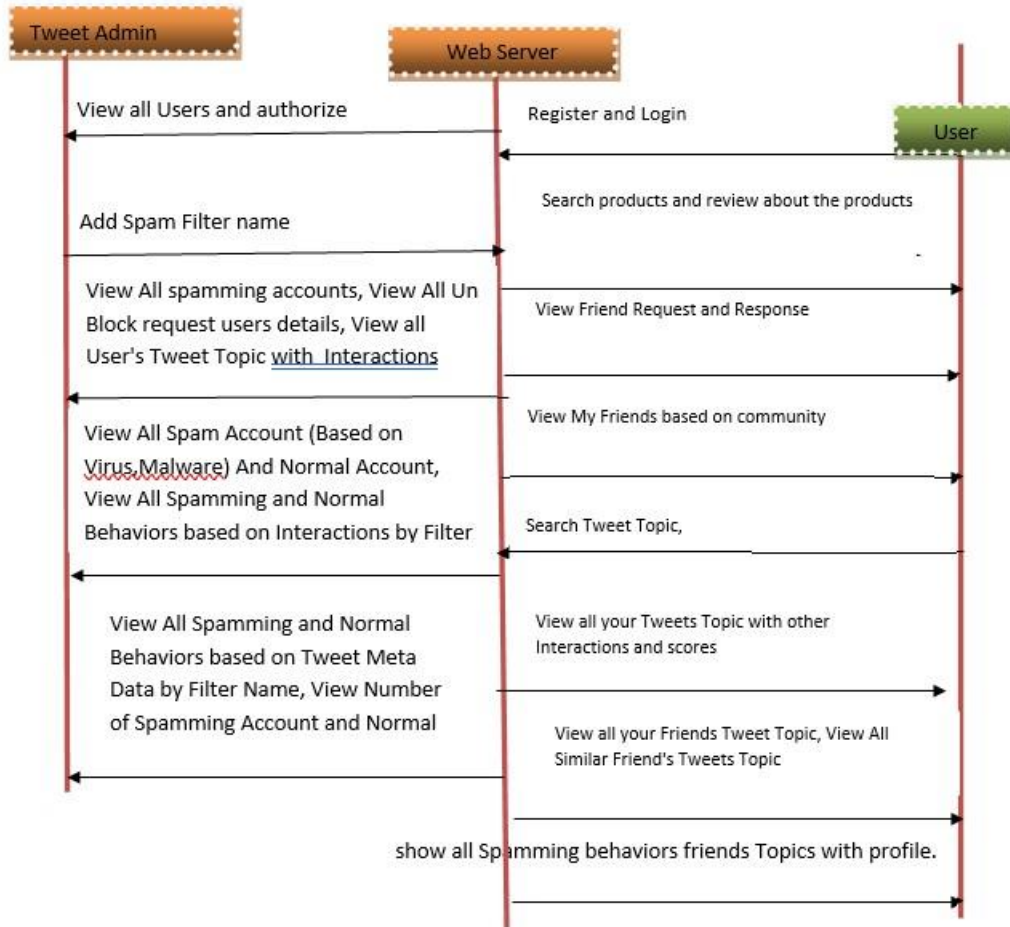 Tweet Admin
Web Server
User
View all Users and authorize
Register and Login
Search products and review about the products
Add Spam Filter name
View All spamming accounts, View All Un
Block request users details, View all
User's Tweet Topic with Interactions
View Friend Request and Response
View My Friends based on community
View All Spam Account (Based on
Virus,Malware) And Normal Account,
View All Spamming and Normal
Behaviors based on Interactions by Filter
Search Tweet Topic,
View All Spamming and Normal
Behaviors based on Tweet Meta
Data by Filter Name, View Number
of Spamming Account and Normal
View all your Tweets Topic with other
Interactions and scores
View all your Friends Tweet Topic, View All
Similar Friend's Tweets Topic
show all Spamming behaviors friends Topics with profile.